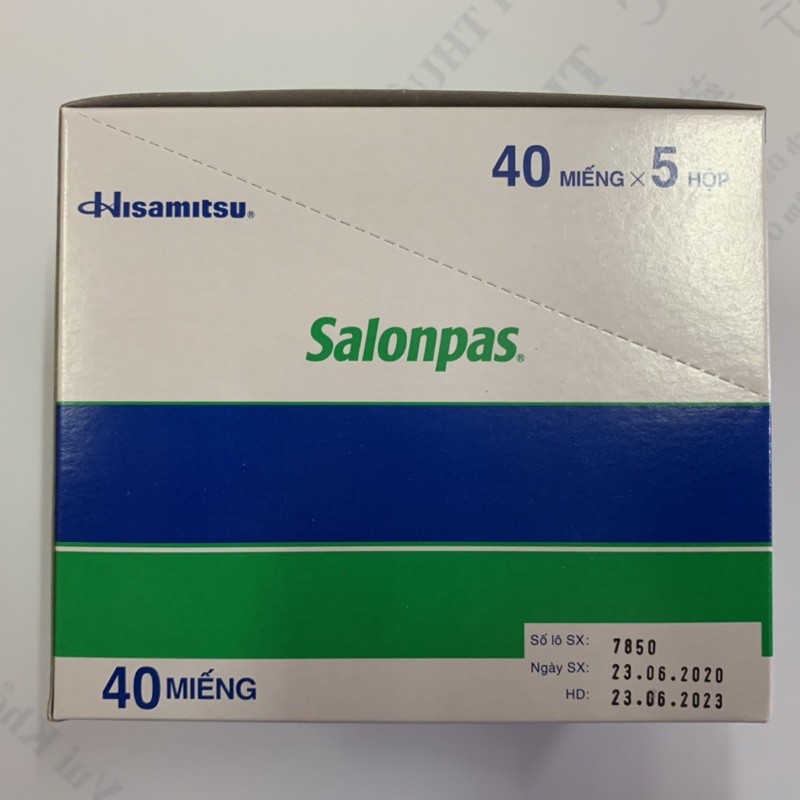 40 MIẾNG × 5 HỘP
Hisamitsu®
Salonpas®
Số lô SX: 7850
Ngày SX: 23.06.2020
HD: 23.06.2023
40 MIẾNG